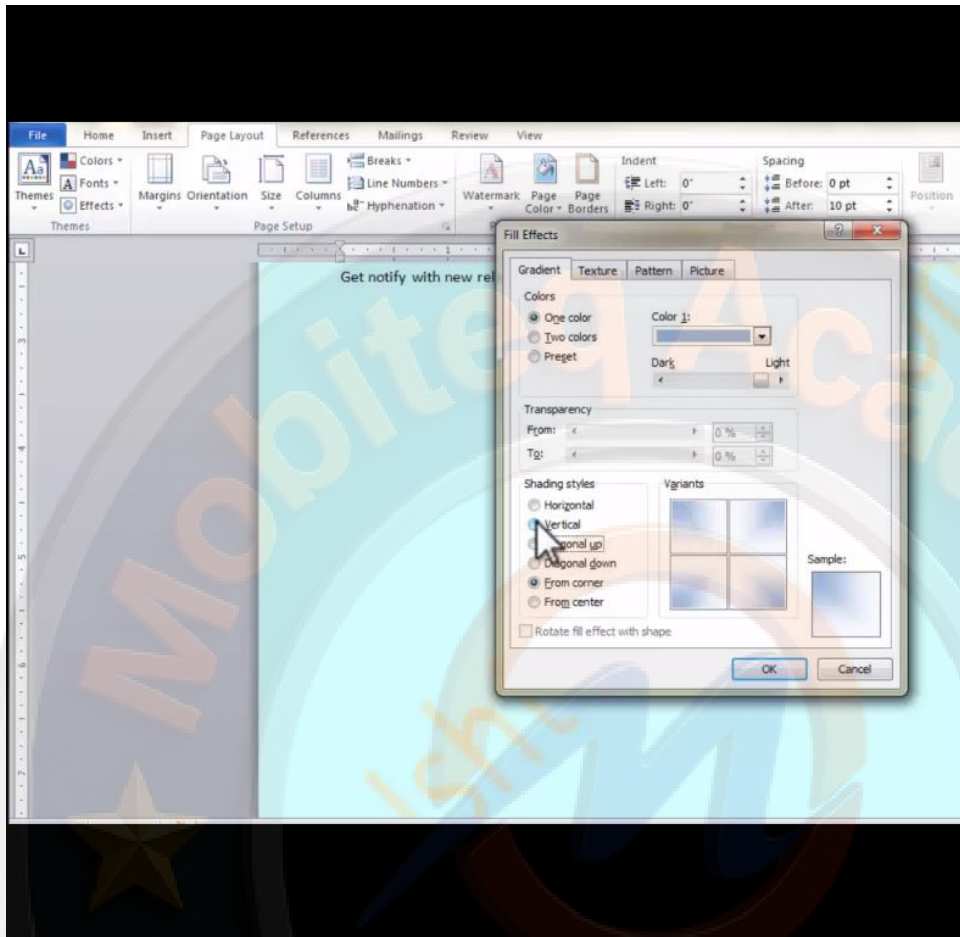 File Home Insert Page Layout References Mailings Review View
Colors
Fonts
Effects
Themes
Themes
Margins Orientation Size Columns
Breaks
Line Numbers
Hyphenation
Page Setup
Watermark Page Color Page Borders
Indent
Left: 0"
Right: 0"
Spacing
Before: 0 pt
After: 10 pt
Position
Get notify with new rel
Fill Effects
Gradient Texture Pattern Picture
Colors
One color
Two colors
Preset
Color 1:
Dark Light
Transparency
From: 0 %
To: 0 %
Shading styles
Horizontal
Vertical
Diagonal down
From corner
From center
Variants
Sample:
Rotate fill effect with shape
OK Cancel
Mobiteq Aca